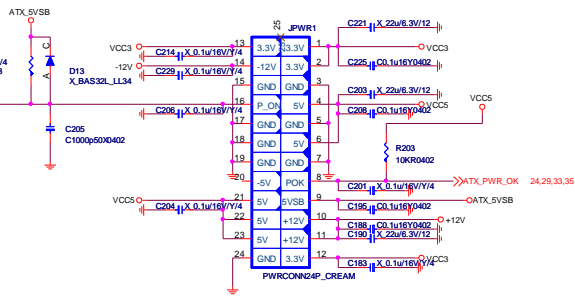 ATX_5VSB
25
JPWR1
C221 X_22u/6.3V/12
VCC3 13 3.3V 3.3V 1 VCC3
C214 X_0.1u/16V/Y/4
-12V 14 -12V 3.3V 2 C225 C0.1u16Y0402
C229 X_0.1u/16V/Y/4
D13
X_BAS32L_LL34
C
A
15 GND GND 3 C203 X_22u/6.3V/12
16 P_ON 5V 4 VCC5
C206 X_0.1u/16V/Y/4
C208 C0.1u16Y0402
VCC5
17 GND GND 5
C205
C1000p50X0402
18 GND 5V 6
R203
10KR0402
19 GND GND 7
20 -5V POK 8 ATX_PWR_OK 24,29,33,35
C201 X_0.1u/16V/Y/4
VCC5 21 5V 5VSB 9 ATX_5VSB
C204 X_0.1u/16V/Y/4
C195 C0.1u16Y0402
22 5V +12V 10 +12V
C188 C0.1u16Y0402
23 5V +12V 11 C190 X_22u/6.3V/12
24 GND 3.3V 12 VCC3
C183 X_0.1u/16V/Y/4
PWRCONN24P_CREAM